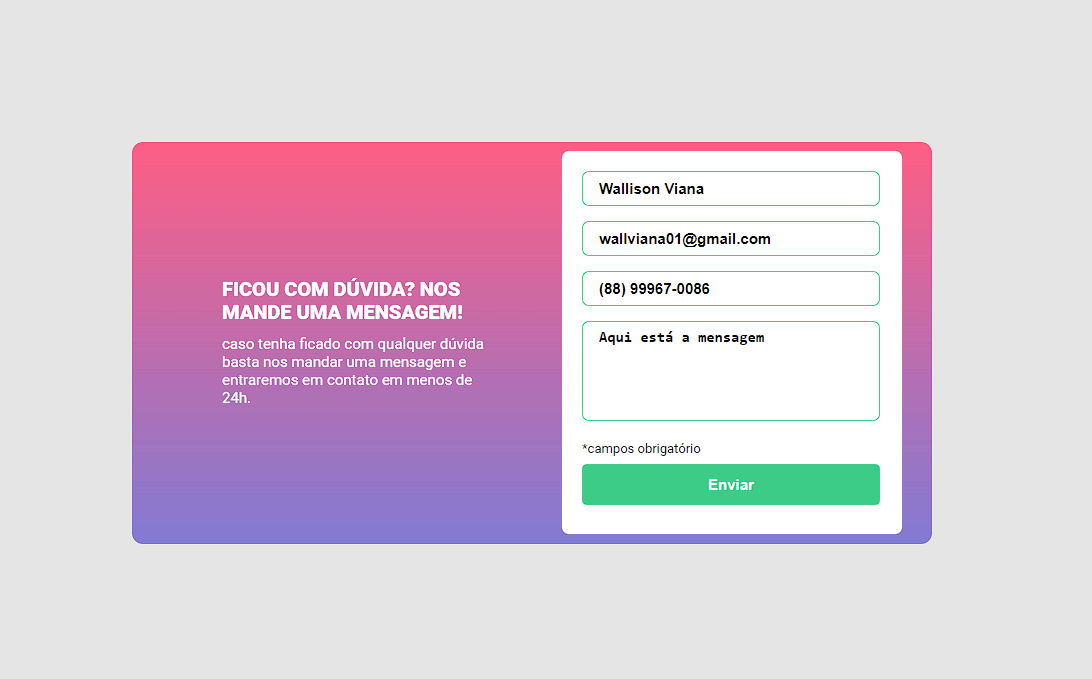 FICOU COM DÚVIDA? NOS
MANDE UMA MENSAGEM!
caso tenha ficado com qualquer dúvida
basta nos mandar uma mensagem e
entraremos em contato em menos de
24h.
Wallison Viana
wallviana01@gmail.com
(88) 99967-0086
Aqui está a mensagem
*campos obrigatório
Enviar